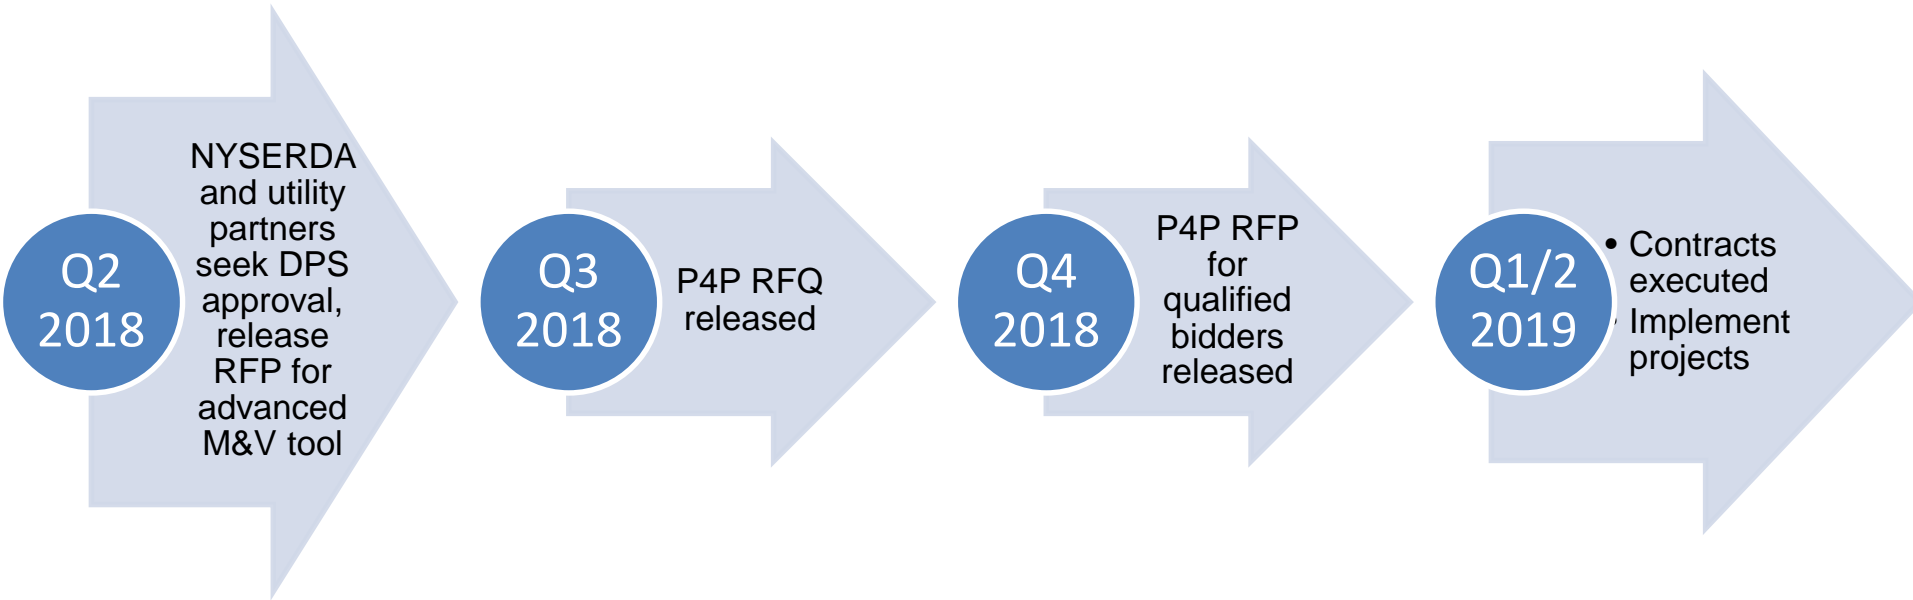 Q2
2018
NYSERDA
and utility
partners
seek DPS
approval,
release
RFP for
advanced
M&V tool
Q3
2018
P4P RFQ
released
Q4
2018
P4P RFP
for
qualified
bidders
released
Q1/2
2019
• Contracts
executed
• Implement
projects